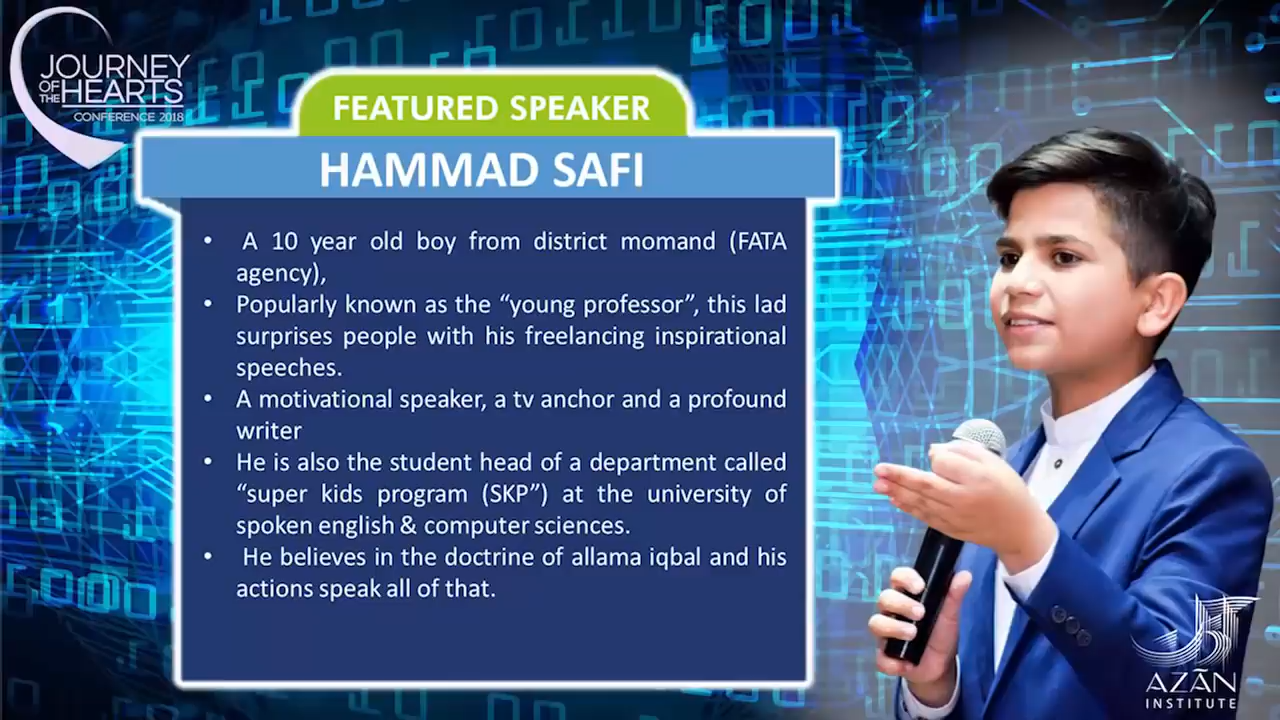 JOURNEY
OF THE HEARTS
CONFERENCE 2018
FEATURED SPEAKER
HAMMAD SAFI
• A 10 year old boy from district momand (FATA
agency),
• Popularly known as the “young professor”, this lad
surprises people with his freelancing inspirational
speeches.
• A motivational speaker, a tv anchor and a profound
writer
• He is also the student head of a department called
“super kids program (SKP”) at the university of
spoken english & computer sciences.
• He believes in the doctrine of allama iqbal and his
actions speak all of that.
AZĀN
INSTITUTE